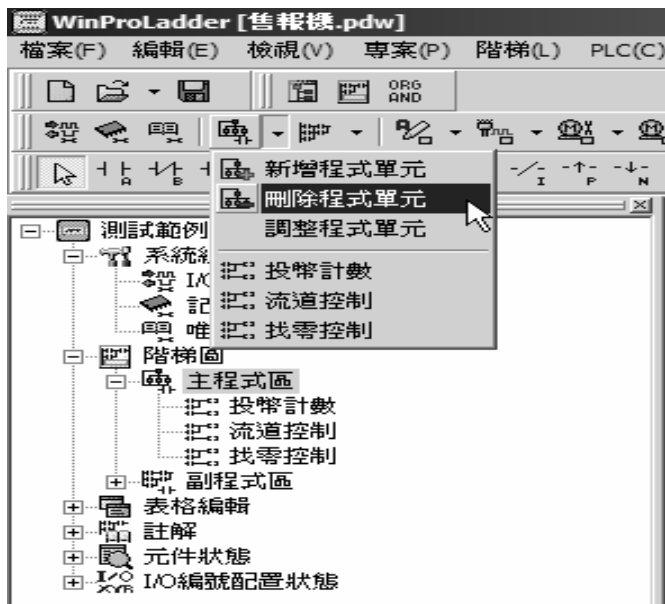 WinProLadder [售報機.pdw]
檔案(F) 編輯(E) 檢視(V) 專案(P) 階梯(L) PLC(C)
ORG
AND
A B I P N
新增程式單元
刪除程式單元
調整程式單元
投幣計數
流道控制
找零控制
測試範例
系統
I/
記
唯
階梯圖
主程式區
投幣計數
流道控制
找零控制
副程式區
表格編輯
註解
元件狀態
I/O編號配置狀態